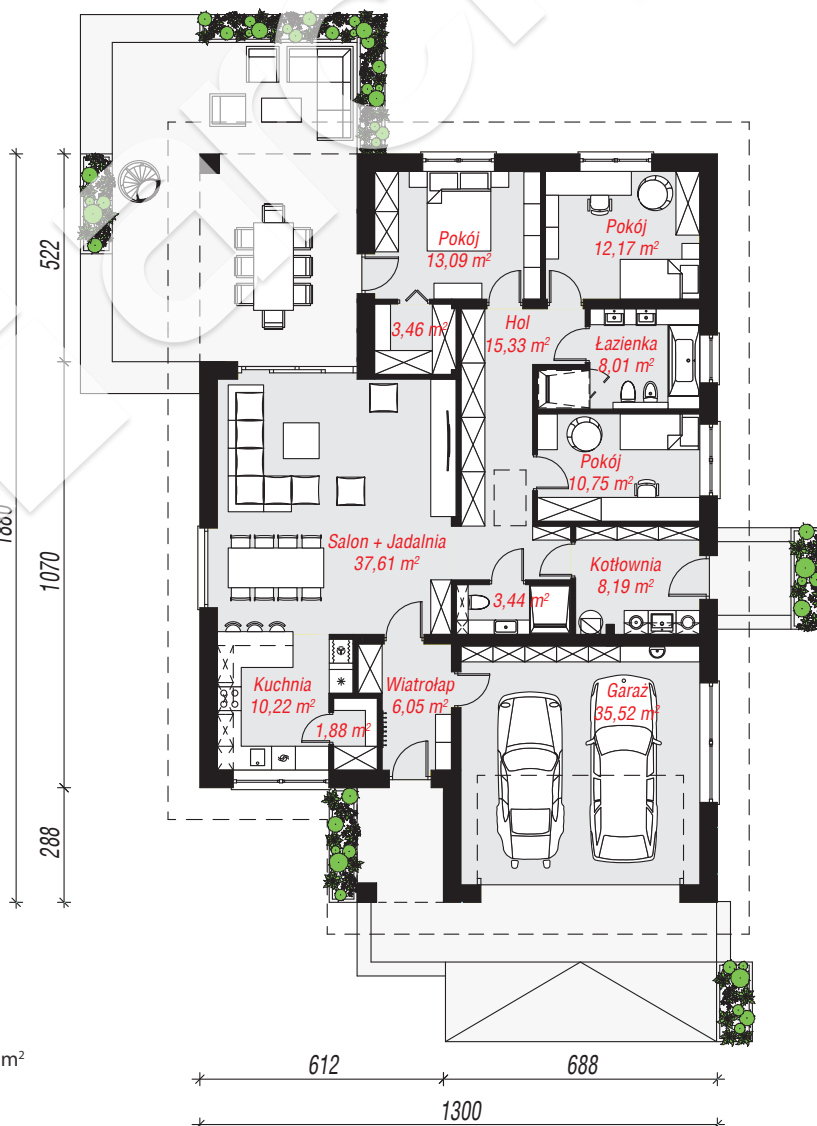 Pokój
13,09 m²
Pokój
12,17 m²
3,46 m²
Hol
15,33 m²
Łazienka
8,01 m²
Pokój
10,75 m²
Salon + Jadalnia
37,61 m²
Kotłownia
8,19 m²
3,44 m²
Kuchnia
10,22 m²
1,88 m²
Wiatrołap
6,05 m²
Garaż
35,52 m²
522
1070
288
1880
m²
612
688
1300